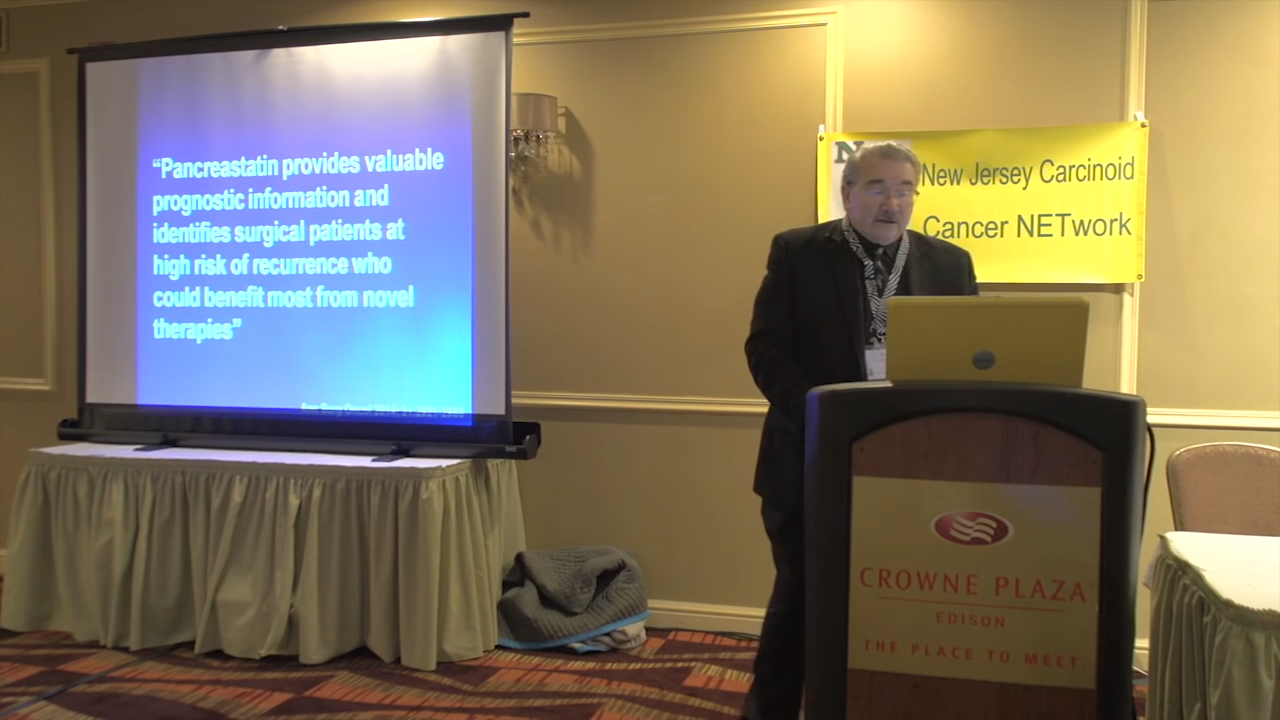 “Pancreastatin provides valuable
prognostic information and
identifies surgical patients at
high risk of recurrence who
could benefit most from novel
therapies”
New Jersey Carcinoid
Cancer NETwork
CROWNE PLAZA
EDISON
THE PLACE TO MEET.